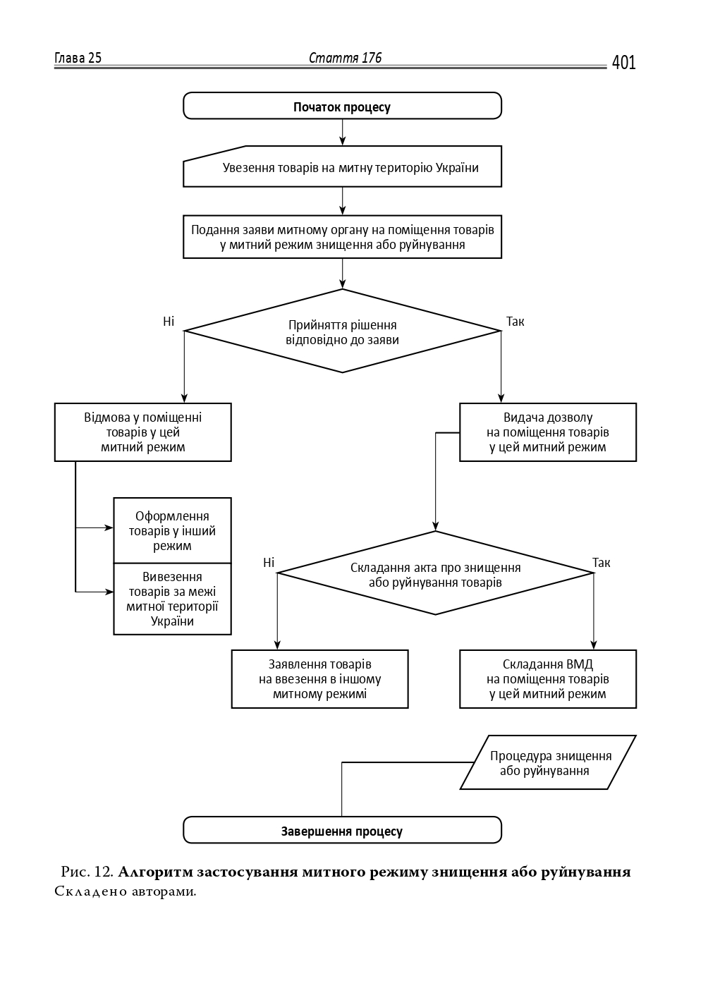 Глава 25
Стаття 176
401
Початок процесу
Увезення товарів на митну територію України
Подання заяви митному органу на поміщення товарів
у митний режим знищення або руйнування
Ні
Так
Прийняття рішення
відповідно до заяви
Відмова у поміщенні
товарів у цей
митний режим
Видача дозволу
на поміщення товарів
у цей митний режим
Оформлення
товарів у інший
режим
Вивезення
товарів за межі
митної території
України
Ні
Так
Складання акта про знищення
або руйнування товарів
Заявлення товарів
на ввезення в іншому
митному режимі
Складання ВМД
на поміщення товарів
у цей митний режим
Процедура знищення
або руйнування
Завершення процесу
Рис. 12. Алгоритм застосування митного режиму знищення або руйнування
Складено авторами.